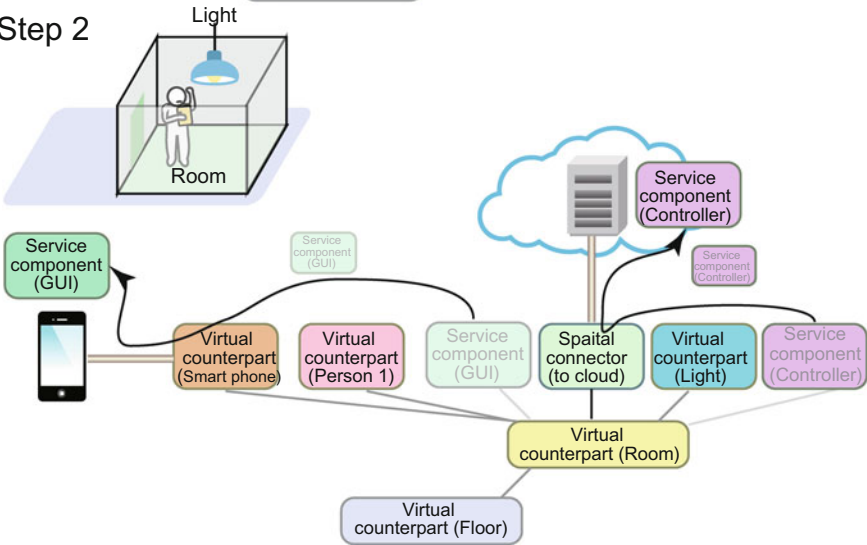 Step 2
Light
Room
Service
component
(GUI)
Service
component
(GUI)
Service
component
(Controller)
Service
component
(Controller)
Virtual
counterpart
(Smart phone)
Virtual
counterpart
(Person 1)
Service
component
(GUI)
Spaital
connector
(to cloud)
Virtual
counterpart
(Light)
Service
component
(Controller)
Virtual
counterpart (Room)
Virtual
counterpart (Floor)